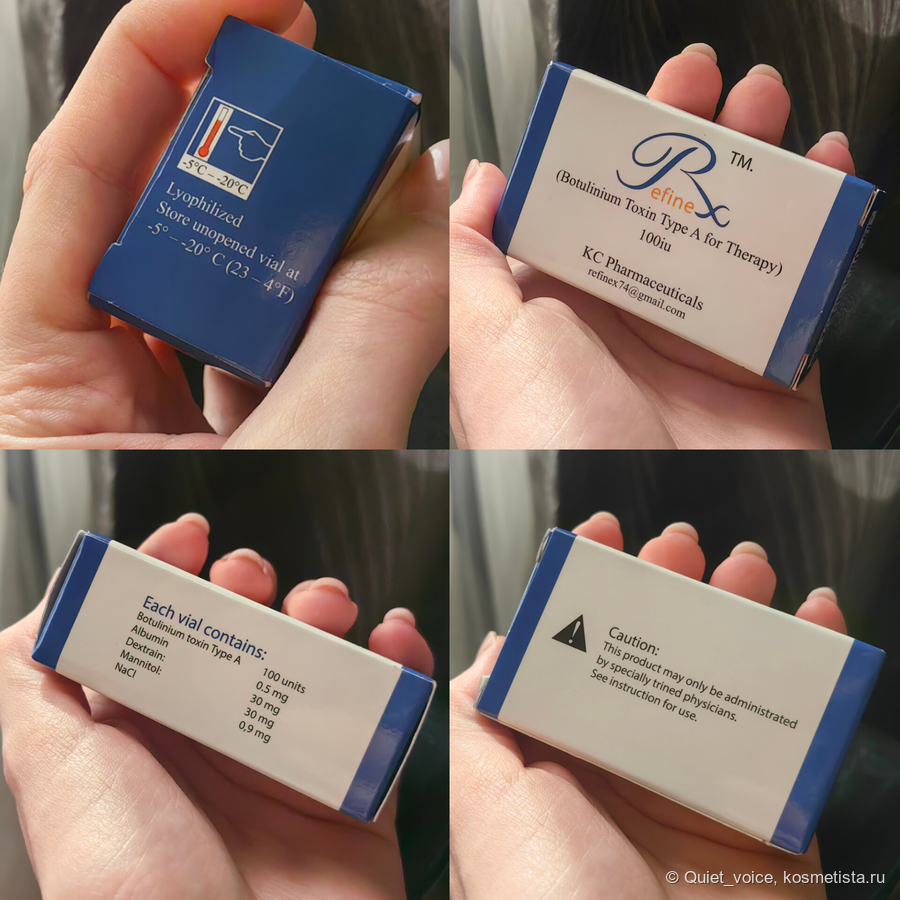 -5°C – -20°C
Lyophilized
Store unopened vial at
-5° – -20° C (23 – 4°F)
Refinex TM.
(Botulinium Toxin Type A for Therapy)
100iu
KC Pharmaceuticals
refinex74@gmail.com
Each vial contains:
Botulinium toxin Type A 100 units
Albumin 0.5 mg
Dextrain: 30 mg
Mannitol: 30 mg
NaCl 0,9 mg
Caution:
This product may only be administrated
by specially trined physicians.
See instruction for use.
© Quiet_voice, kosmetista.ru